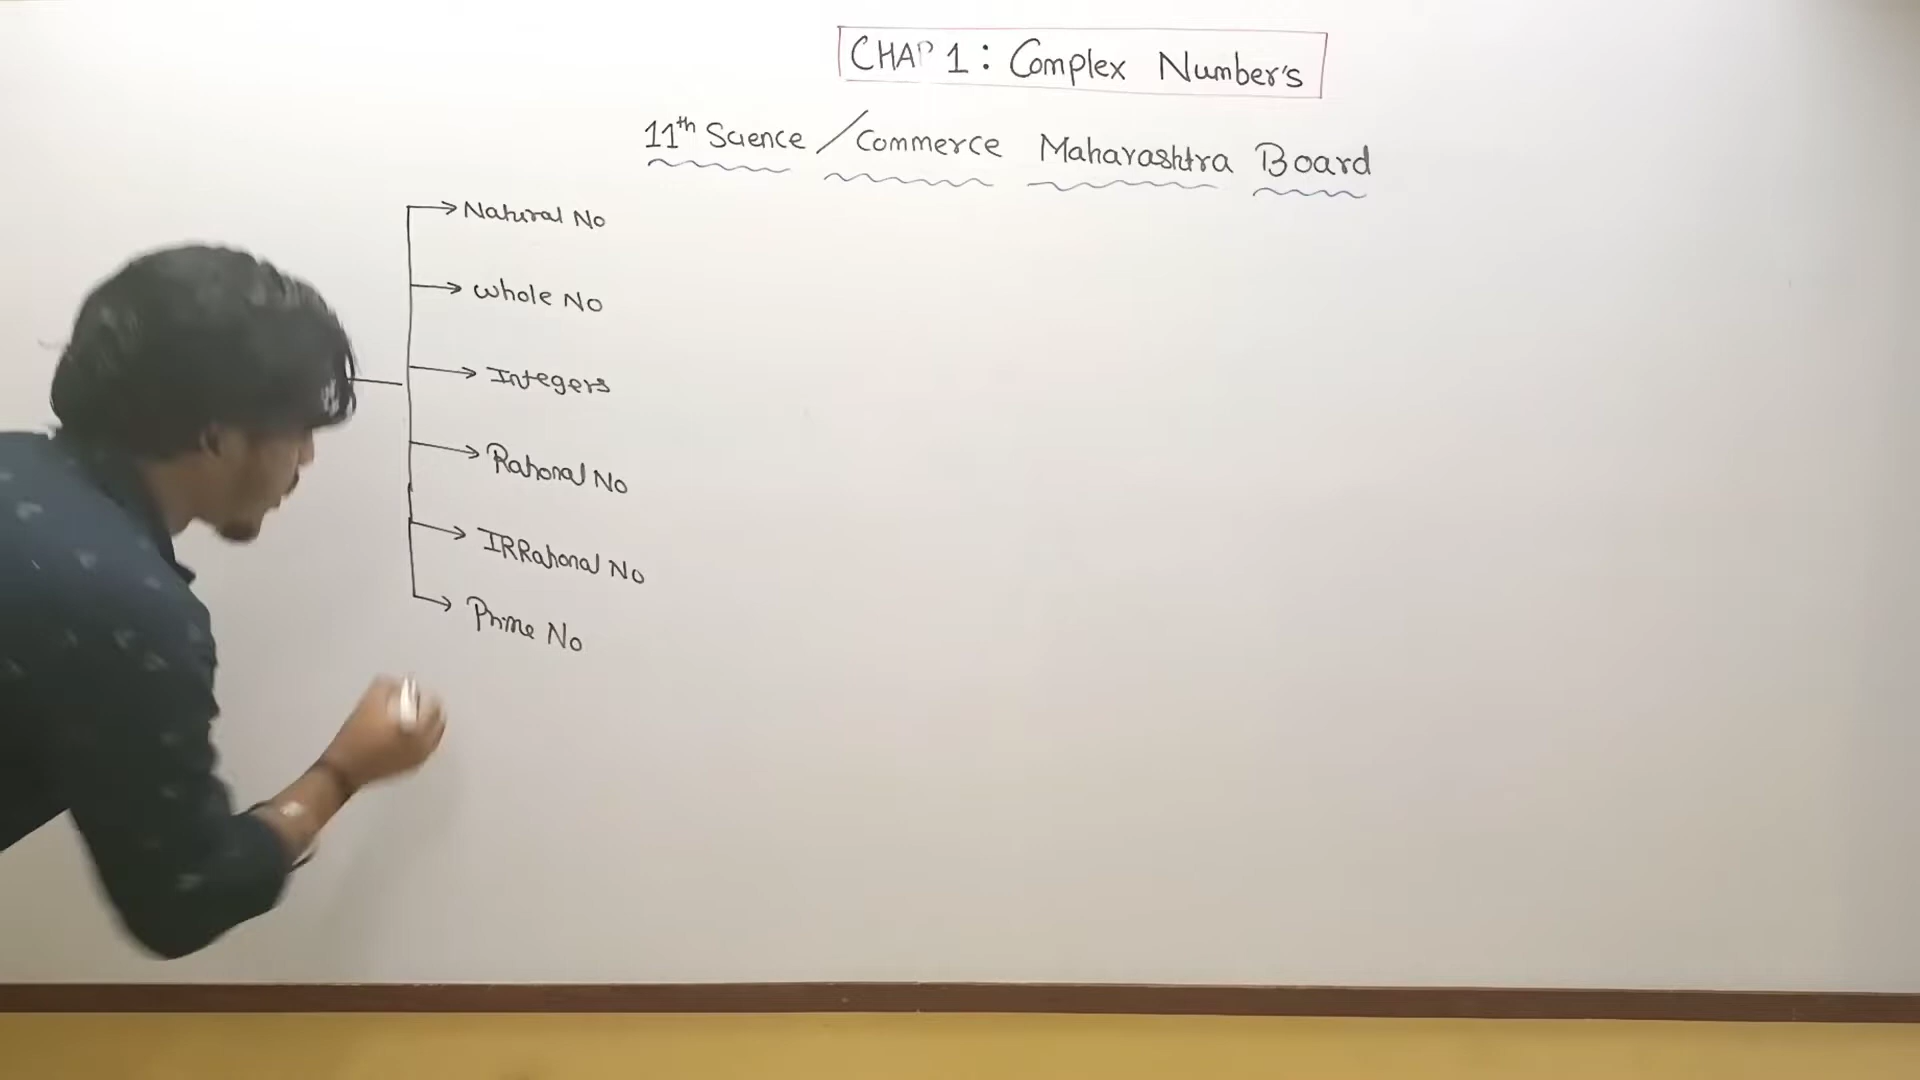 CHAP 1: Complex Number's
11th Science / Commerce Maharashtra Board
Natural No
Whole No
Integers
Rational No
IRRational No
Prime No